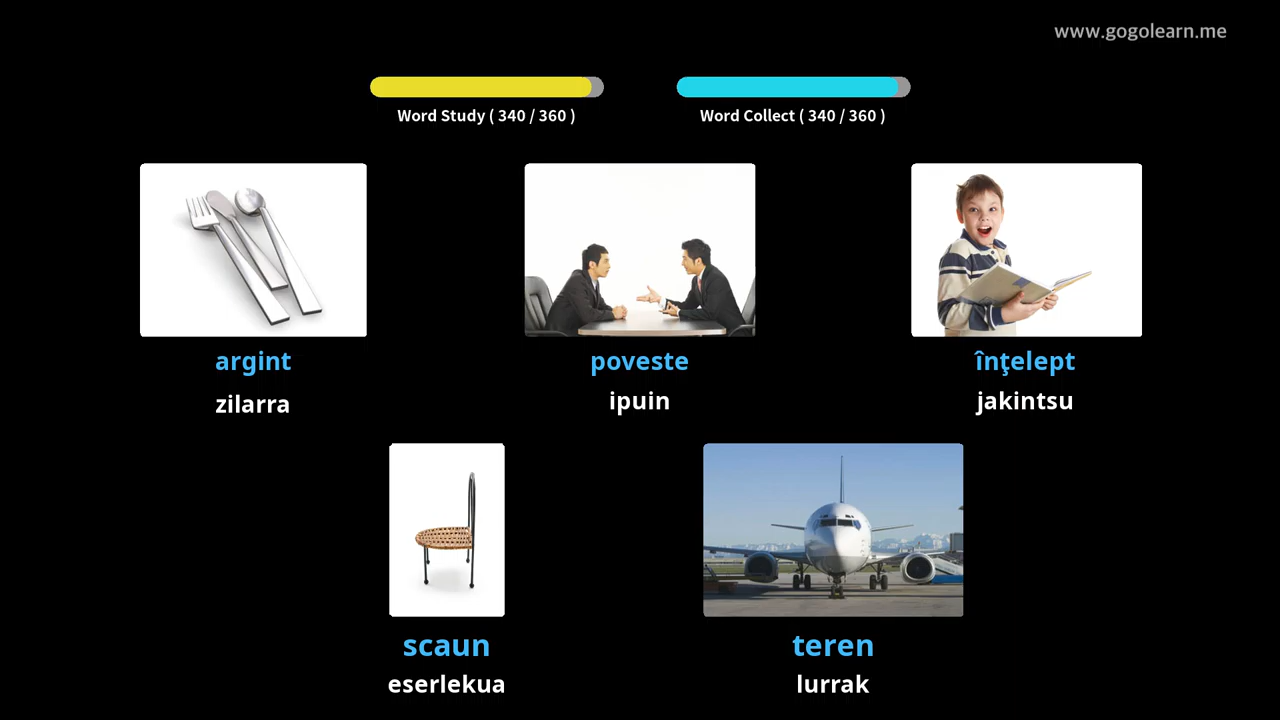 www.gogolearn.me
Word Study ( 340 / 360 )
Word Collect ( 340 / 360 )
argint
poveste
înţelept
zilarra
ipuin
jakintsu
scaun
teren
eserlekua
lurrak